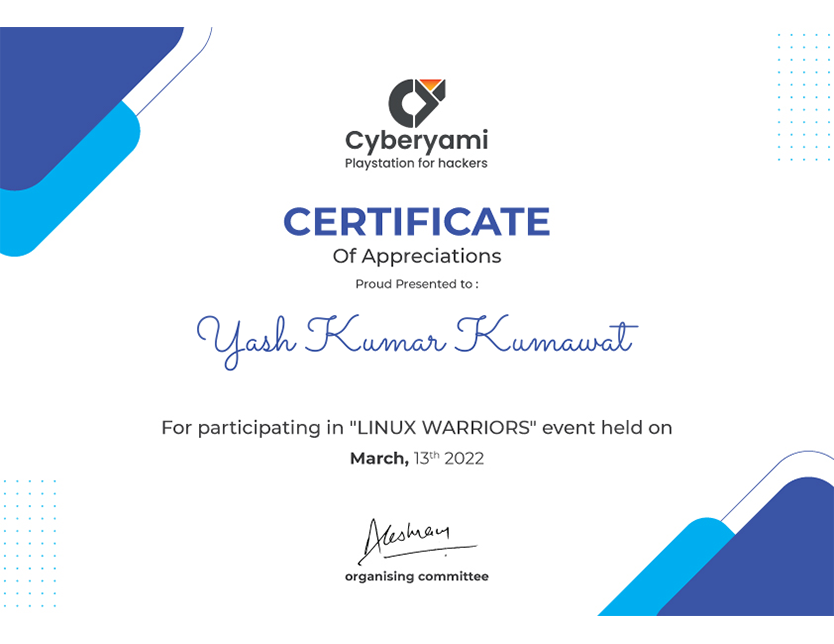 Cyberyami
Playstation for hackers
CERTIFICATE
Of Appreciations
Proud Presented to :
Yash Kumar Kumawat
For participating in "LINUX WARRIORS" event held on
March, 13th 2022
organising committee